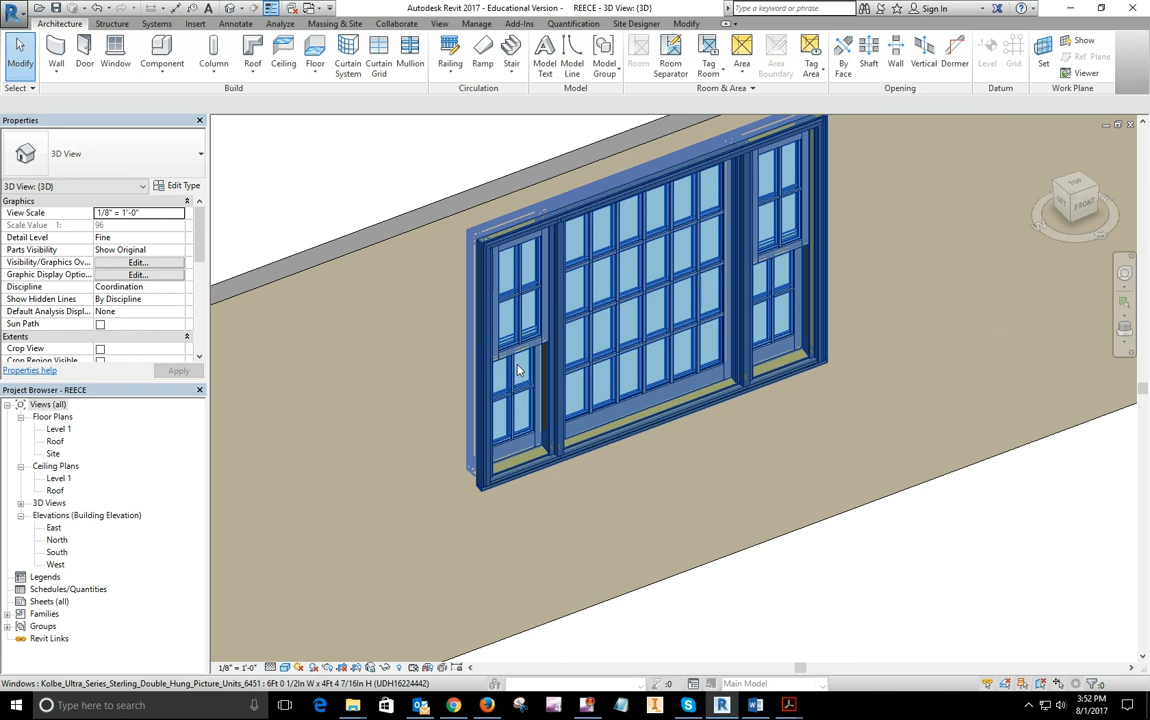 Autodesk Revit 2017 - Educational Version - REECE - 3D View: {3D}
Type a keyword or phrase
Sign In
Architecture Structure Systems Insert Annotate Analyze Massing & Site Collaborate View Manage Add-Ins Quantification Site Designer Modify
Modify Wall Door Window Component Column Roof Ceiling Floor Curtain System Curtain Grid Mullion Railing Ramp Stair Model Text Model Line Model Group Room Room Separator Tag Room Area Area Boundary Tag Area By Face Shaft Wall Vertical Dormer Level Grid Set Show Ref Plane Viewer
Select Build Circulation Model Room & Area Opening Datum Work Plane
Properties
3D View
3D View: {3D} Edit Type
Graphics
View Scale 1/8" = 1'-0"
Scale Value 1: 96
Detail Level Fine
Parts Visibility Show Original
Visibility/Graphics Ov... Edit...
Graphic Display Optio... Edit...
Discipline Coordination
Show Hidden Lines By Discipline
Default Analysis Displ... None
Sun Path
Extents
Crop View
Crop Region Visible
Properties help Apply
Project Browser - REECE
Views (all)
Floor Plans
Level 1
Roof
Site
Ceiling Plans
Level 1
Roof
3D Views
Elevations (Building Elevation)
East
North
South
West
Legends
Schedules/Quantities
Sheets (all)
Families
Groups
Revit Links
TOP
LEFT
FRONT
1/8" = 1'-0"
Windows : Kolbe_Ultra_Series_Sterling_Double_Hung_Picture_Units_6451 : 6Ft 0 1/2In W x 4Ft 4 7/16In H (UDH16224442)
:0
Main Model
:0
Type here to search
3:52 PM
8/1/2017